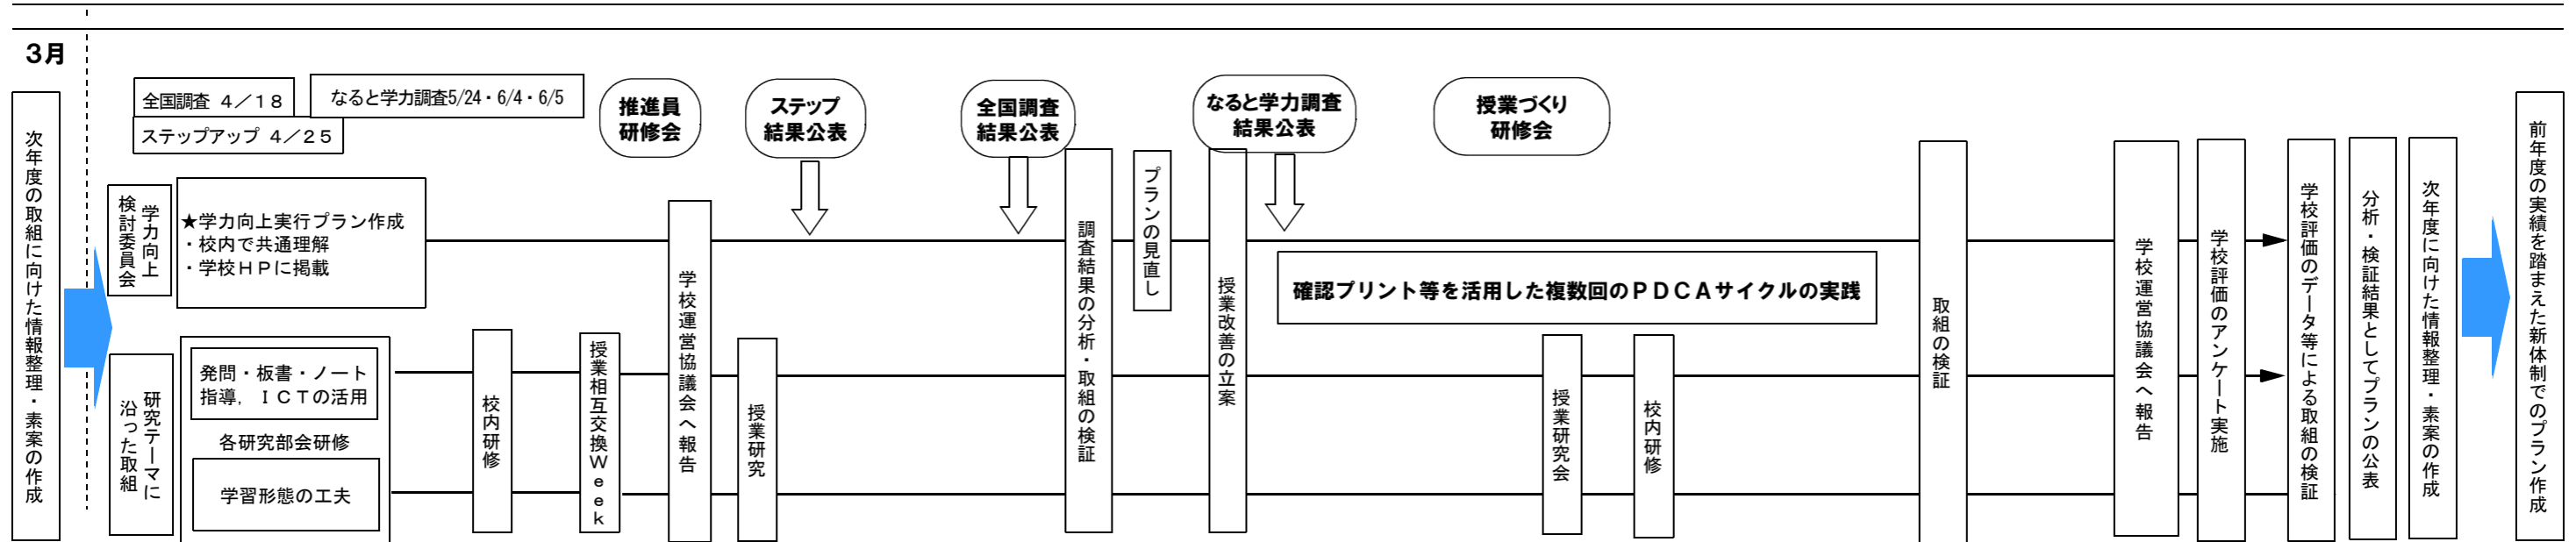 3月
次年度の取組に向けた情報整理・素案の作成
全国調査 4／18
ステップアップ 4／25
なると学力調査5/24・6/4・6/5
推進員
研修会
ステップ
結果公表
全国調査
結果公表
なると学力調査
結果公表
授業づくり
研修会
学力向上
検討委員会
★学力向上実行プラン作成
・校内で共通理解
・学校ＨＰに掲載
研究テーマに
沿った取組
発問・板書・ノート
指導，ＩＣＴの活用
各研究部会研修
学習形態の工夫
校内研修
授業相互交換Ｗｅｅｋ
学校運営協議会へ報告
授業研究
調査結果の分析・取組の検証
プランの見直し
授業改善の立案
確認プリント等を活用した複数回のＰＤＣＡサイクルの実践
授業研究会
校内研修
取組の検証
学校運営協議会へ報告
学校評価のアンケート実施
学校評価のデータ等による取組の検証
分析・検証結果としてプランの公表
次年度に向けた情報整理・素案の作成
前年度の実績を踏まえた新体制でのプラン作成